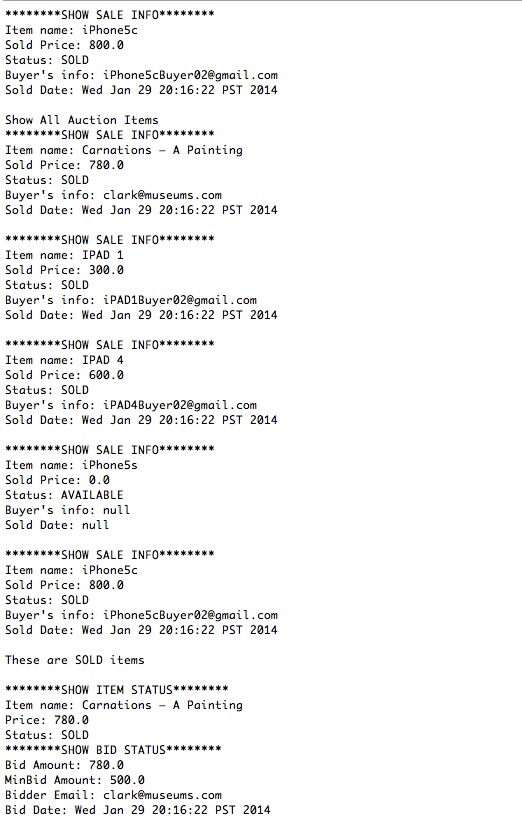 ********SHOW SALE INFO********
Item name: iPhone5c
Sold Price: 800.0
Status: SOLD
Buyer's info: iPhone5cBuyer02@gmail.com
Sold Date: Wed Jan 29 20:16:22 PST 2014

Show All Auction Items
********SHOW SALE INFO********
Item name: Carnations – A Painting
Sold Price: 780.0
Status: SOLD
Buyer's info: clark@museums.com
Sold Date: Wed Jan 29 20:16:22 PST 2014

********SHOW SALE INFO********
Item name: IPAD 1
Sold Price: 300.0
Status: SOLD
Buyer's info: iPAD1Buyer02@gmail.com
Sold Date: Wed Jan 29 20:16:22 PST 2014

********SHOW SALE INFO********
Item name: IPAD 4
Sold Price: 600.0
Status: SOLD
Buyer's info: iPAD4Buyer02@gmail.com
Sold Date: Wed Jan 29 20:16:22 PST 2014

********SHOW SALE INFO********
Item name: iPhone5s
Sold Price: 0.0
Status: AVAILABLE
Buyer's info: null
Sold Date: null

********SHOW SALE INFO********
Item name: iPhone5c
Sold Price: 800.0
Status: SOLD
Buyer's info: iPhone5cBuyer02@gmail.com
Sold Date: Wed Jan 29 20:16:22 PST 2014

These are SOLD items

********SHOW ITEM STATUS********
Item name: Carnations – A Painting
Price: 780.0
Status: SOLD
********SHOW BID STATUS********
Bid Amount: 780.0
MinBid Amount: 500.0
Bidder Email: clark@museums.com
Bid Date: Wed Jan 29 20:16:22 PST 2014